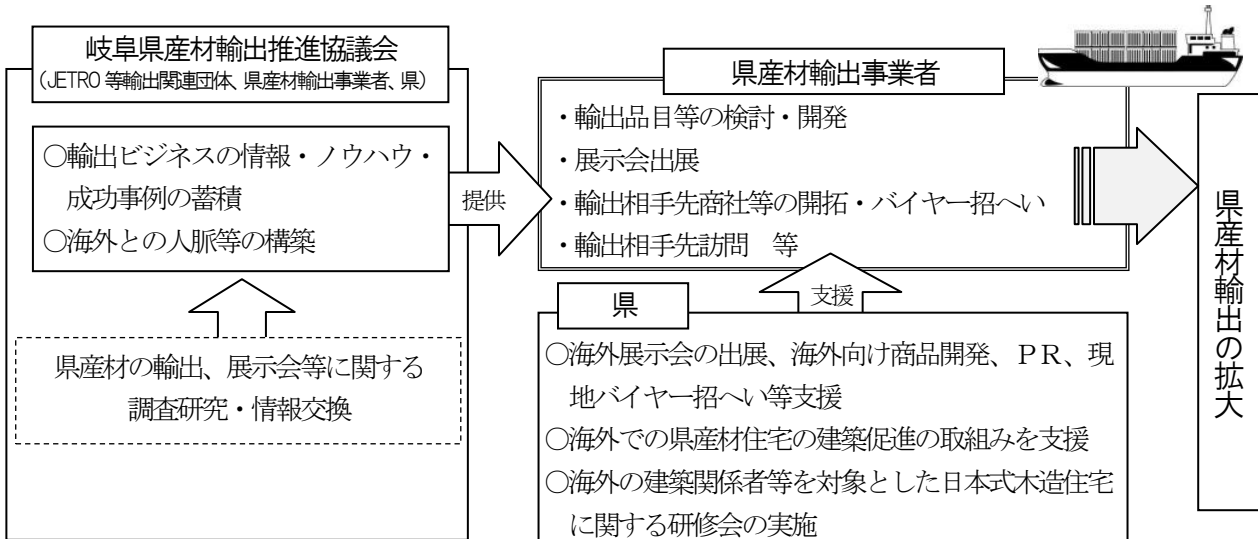 岐阜県産材輸出推進協議会
(JETRO等輸出関連団体、県産材輸出事業者、県)
○輸出ビジネスの情報・ノウハウ・
成功事例の蓄積
○海外との人脈等の構築
県産材の輸出、展示会等に関する
調査研究・情報交換
提供
県産材輸出事業者
・輸出品目等の検討・開発
・展示会出展
・輸出相手先商社等の開拓・バイヤー招へい
・輸出相手先訪問 等
支援
県
○海外展示会の出展、海外向け商品開発、ＰＲ、現
地バイヤー招へい等支援
○海外での県産材住宅の建築促進の取組みを支援
○海外の建築関係者等を対象とした日本式木造住宅
に関する研修会の実施
県産材輸出の拡大